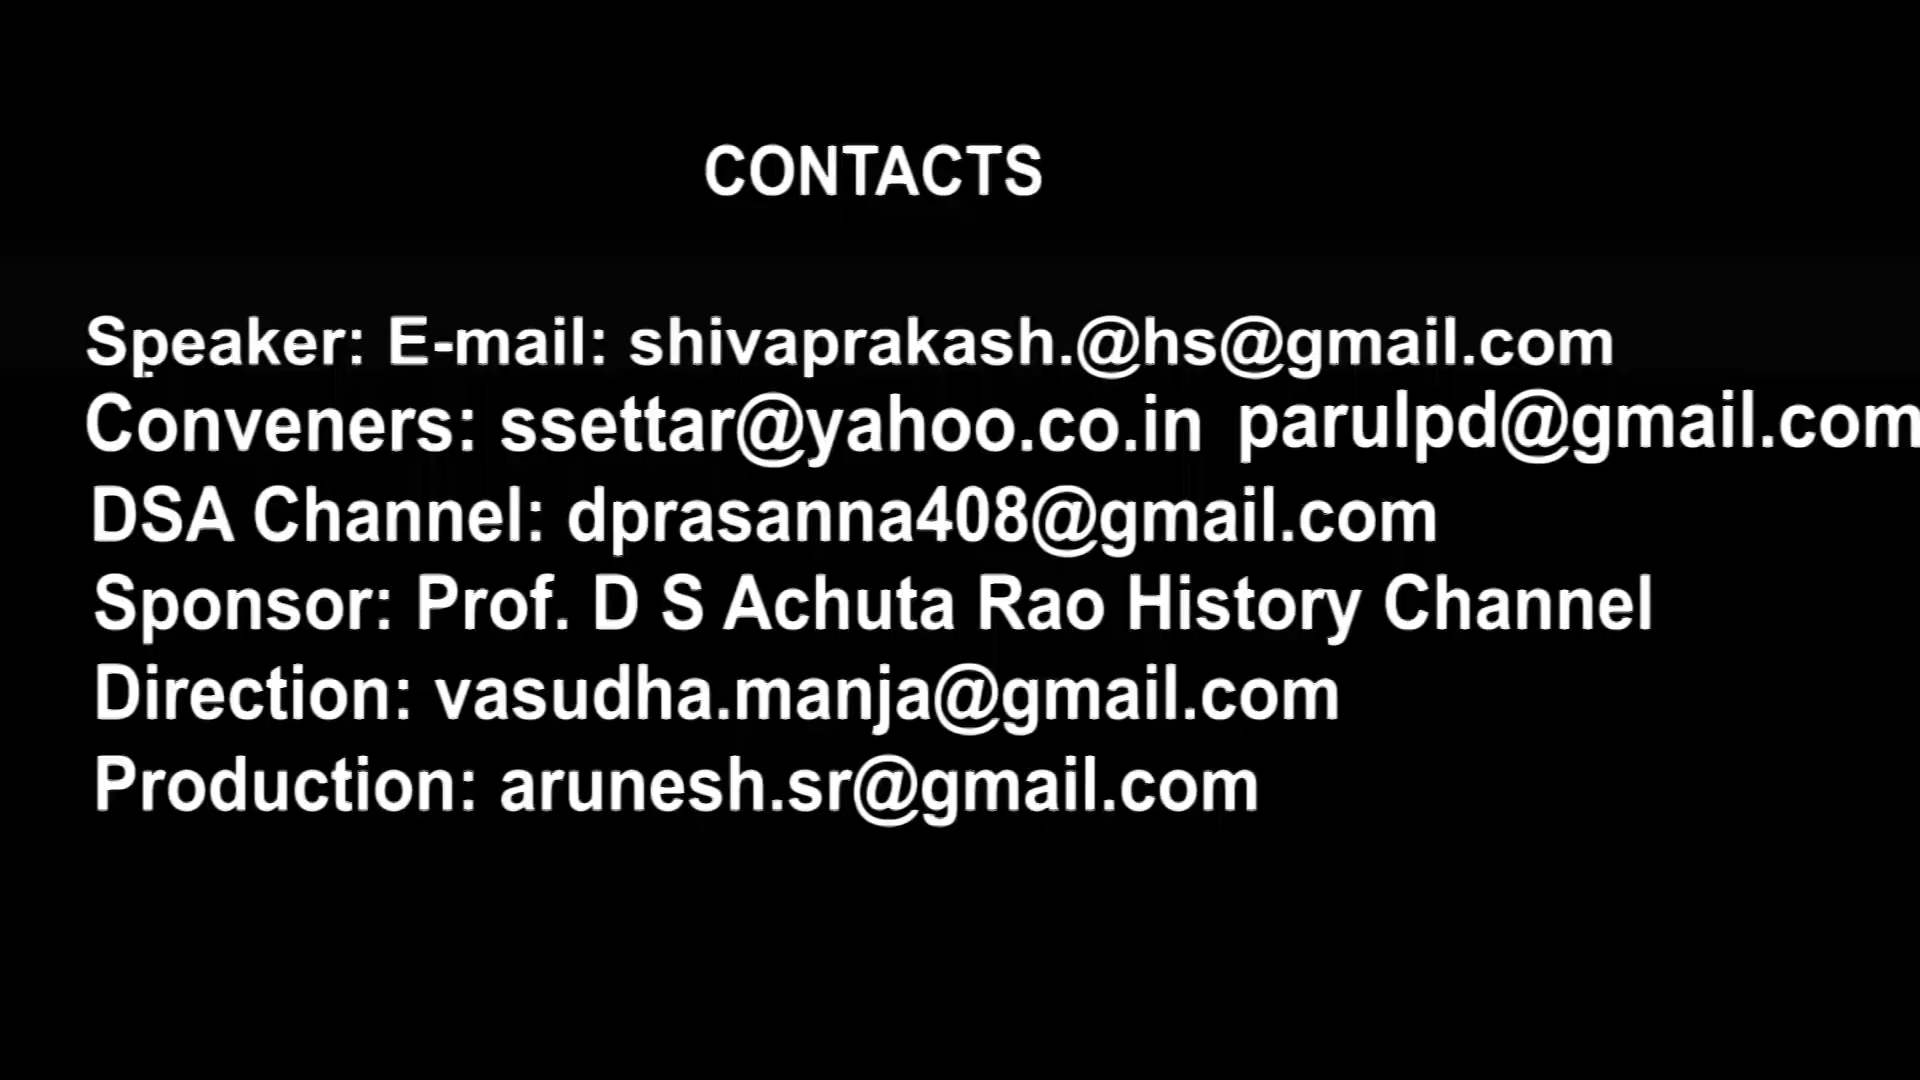 CONTACTS
Speaker: E-mail: shivaprakash.@hs@gmail.com
Conveners: ssettar@yahoo.co.in parulpd@gmail.com
DSA Channel: dprasanna408@gmail.com
Sponsor: Prof. D S Achuta Rao History Channel
Direction: vasudha.manja@gmail.com
Production: arunesh.sr@gmail.com